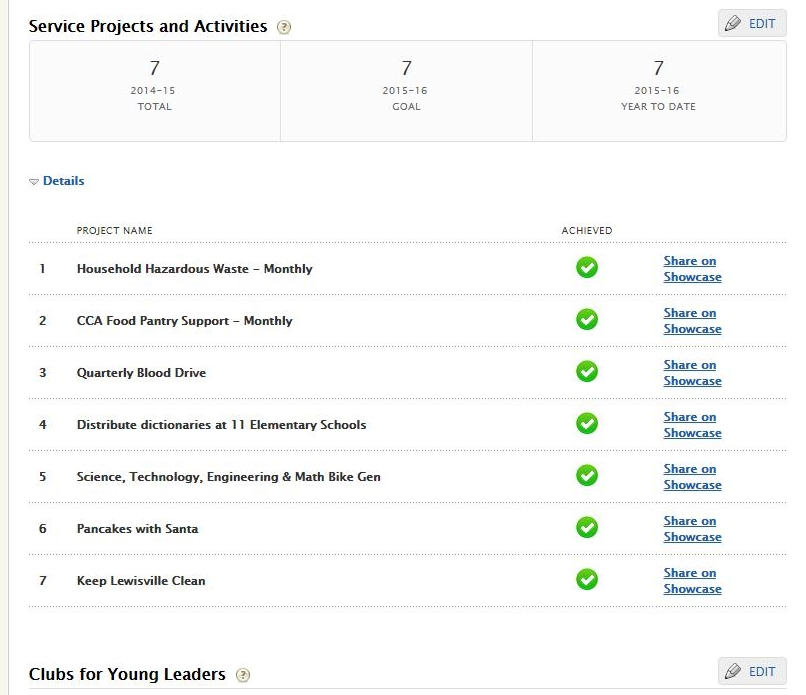 Service Projects and Activities ?
EDIT
7 7 7
2014-15 2015-16 2015-16
TOTAL GOAL YEAR TO DATE
Details
PROJECT NAME ACHIEVED
1 Household Hazardous Waste - Monthly Share on
Showcase
2 CCA Food Pantry Support - Monthly Share on
Showcase
3 Quarterly Blood Drive Share on
Showcase
4 Distribute dictionaries at 11 Elementary Schools Share on
Showcase
5 Science, Technology, Engineering & Math Bike Gen Share on
Showcase
6 Pancakes with Santa Share on
Showcase
7 Keep Lewisville Clean Share on
Showcase
Clubs for Young Leaders ?
EDIT